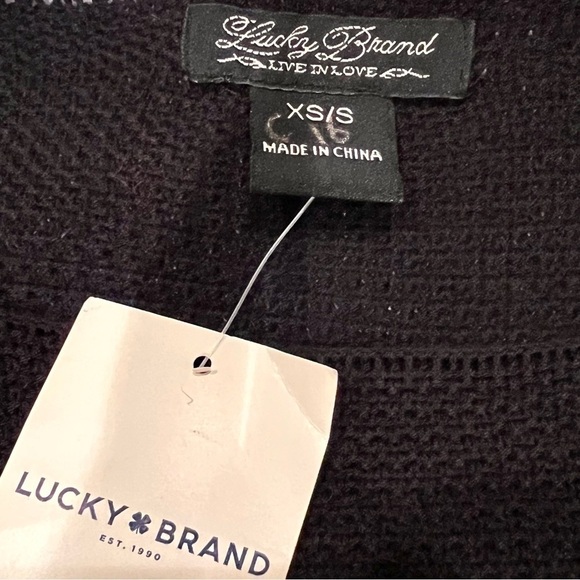 Lucky Brand
LIVE IN LOVE
XS/S
MADE IN CHINA
LUCKY BRAND
EST. 1990